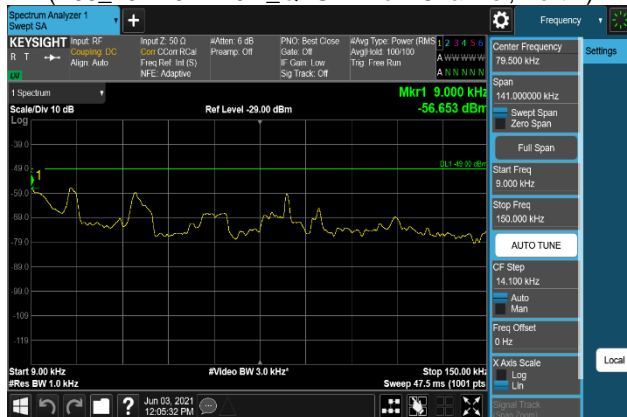 Spectrum Analyzer 1
Swept SA
Frequency
KEYSIGHT
R T
LW
Input: RF
Coupling: DC
Align: Auto
Input Z: 50 Ω
Corr CCorr RCal
Freq Ref: Int (S)
NFE: Adaptive
#Atten: 6 dB
Preamp: Off
PNO: Best Close
Gate: Off
IF Gain: Low
Sig Track: Off
#Avg Type: Power (RMS
Avg|Hold: 100/100
Trig: Free Run
1 2 3 4 5 6
A W W W W W
A N N N N N
1 Spectrum
Scale/Div 10 dB
Log
Ref Level -29.00 dBm
Mkr1 9.000 kHz
-56.653 dBm
-39.0
-49.0
-59.0
-69.0
-79.0
-89.0
-99.0
-109
-119
1
DL1 -49.00 dBm
Start 9.00 kHz
#Res BW 1.0 kHz
#Video BW 3.0 kHz*
Stop 150.00 kHz
Sweep 47.5 ms (1001 pts
Jun 03, 2021
12:05:32 PM
Center Frequency
79.500 kHz
Span
141.000000 kHz
Swept Span
Zero Span
Full Span
Start Freq
9.000 kHz
Stop Freq
150.000 kHz
AUTO TUNE
CF Step
14.100 kHz
Auto
Man
Freq Offset
0 Hz
X Axis Scale
Log
Lin
Signal Track
(Span Zoom)
Settings
Local